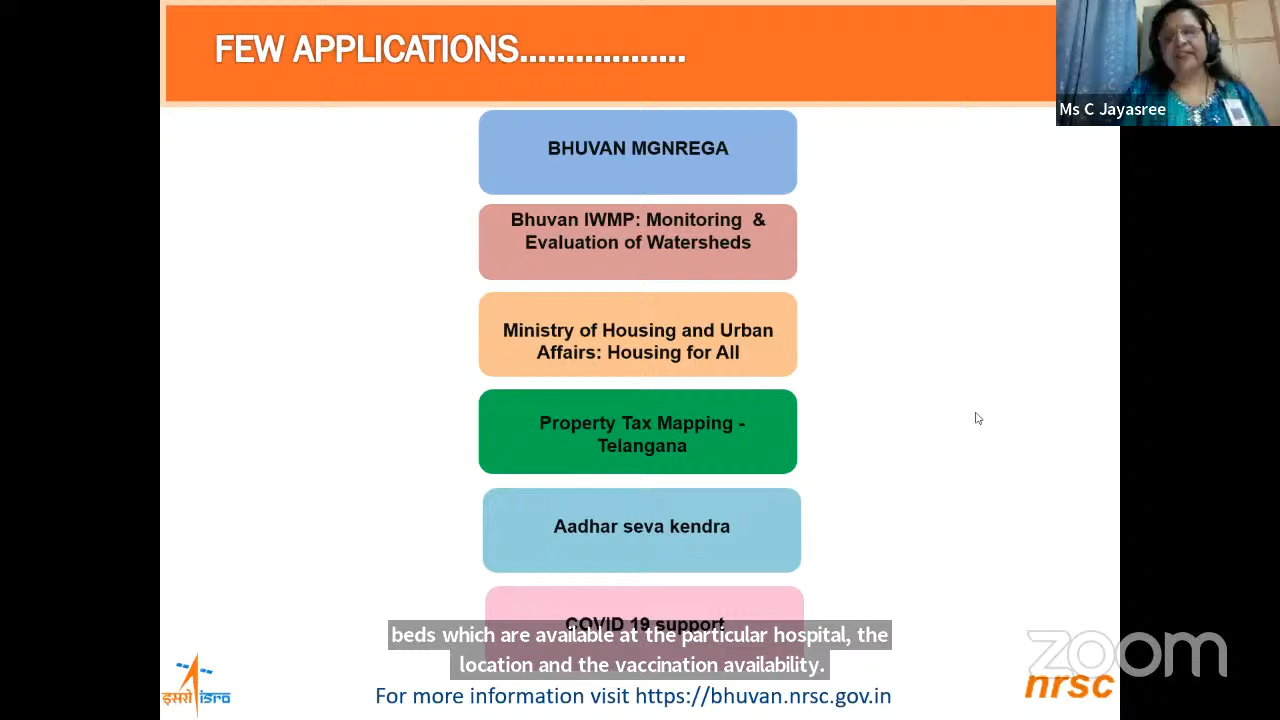 FEW APPLICATIONS..................
Ms C Jayasree
BHUVAN MGNREGA
Bhuvan IWMP: Monitoring &
Evaluation of Watersheds
Ministry of Housing and Urban
Affairs: Housing for All
Property Tax Mapping -
Telangana
Aadhar seva kendra
COVID 19 support
beds which are available at the particular hospital, the
location and the vaccination availability.
zoom
इसरो isro
nrsc
For more information visit https://bhuvan.nrsc.gov.in